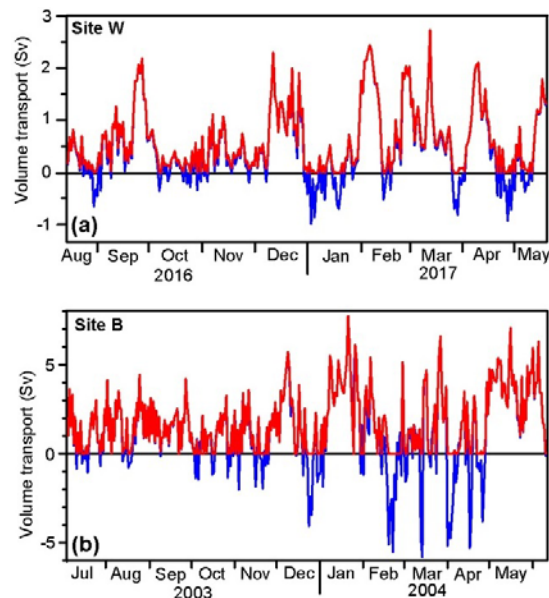 Site W
Volume transport (Sv)
3
2
1
0
-1
(a)
Aug Sep Oct Nov Dec Jan Feb Mar Apr May
2016 2017
Site B
Volume transport (Sv)
5
0
-5
(b)
Jul Aug Sep Oct Nov Dec Jan Feb Mar Apr May
2003 2004